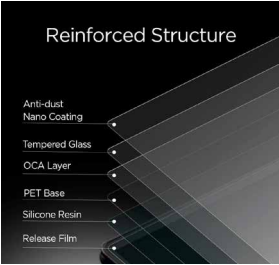 Reinforced Structure
Anti-dust
Nano Coating
Tempered Glass
OCA Layer
PET Base
Silicone Resin
Release Film